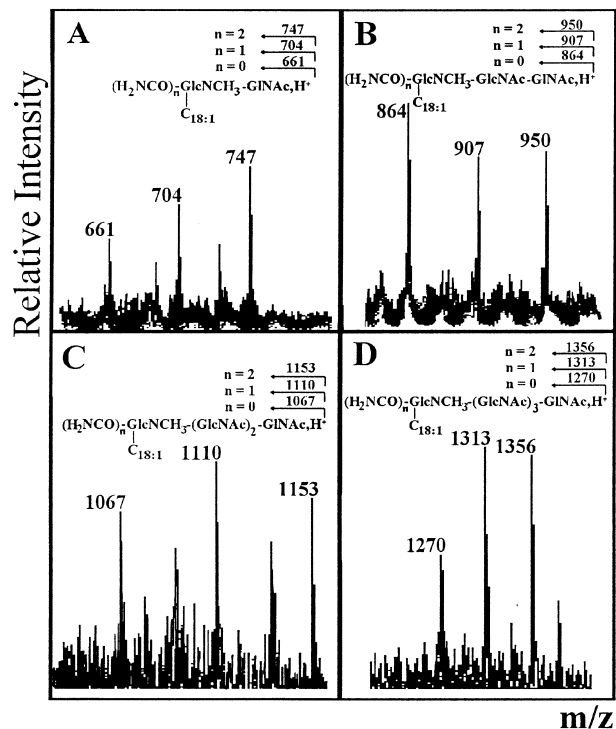 Relative Intensity
A
n = 2 747
n = 1 704
n = 0 661
(H₂NCO)n-GlcNCH₃-GlNAc,H⁺
C₁₈:₁
661
704
747
B
n = 2 950
n = 1 907
n = 0 864
(H₂NCO)n-GlcNCH₃-GlcNAc-GlNAc,H⁺
C₁₈:₁
864
907
950
C
n = 2 1153
n = 1 1110
n = 0 1067
(H₂NCO)n-GlcNCH₃-(GlcNAc)₂-GlNAc,H⁺
C₁₈:₁
1067
1110
1153
D
n = 2 1356
n = 1 1313
n = 0 1270
(H₂NCO)n-GlcNCH₃-(GlcNAc)₃-GlNAc,H⁺
C₁₈:₁
1270
1313
1356
m/z